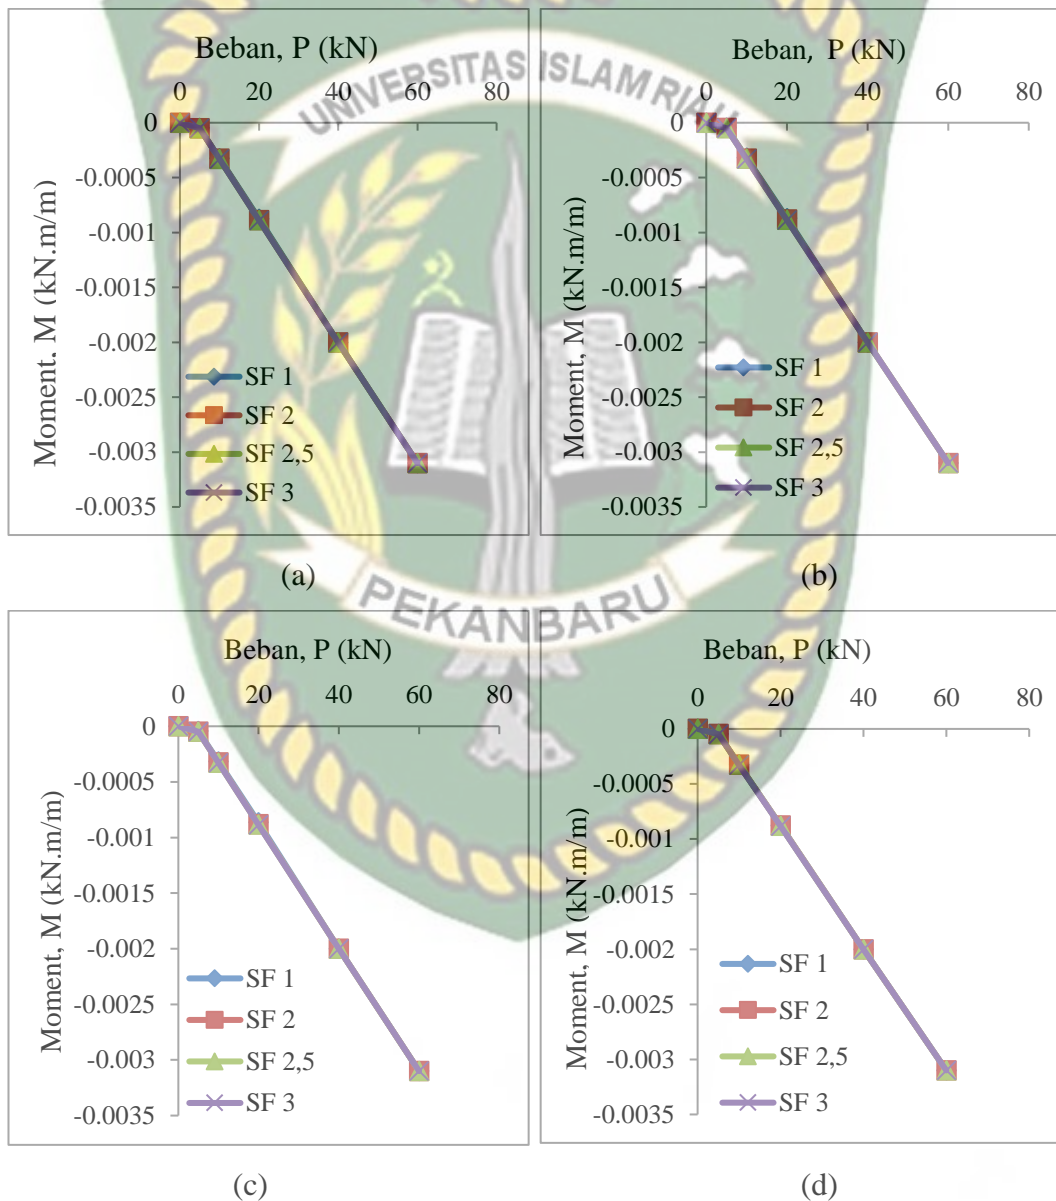 Beban, P (kN)
0 20 40 60 80
0
-0.0005
-0.001
-0.0015
-0.002
-0.0025
-0.003
-0.0035
Moment. M (kN.m/m)
SF 1
SF 2
SF 2,5
SF 3
(a)
Beban, P (kN)
0 20 40 60 80
0
-0.0005
-0.001
-0.0015
-0.002
-0.0025
-0.003
-0.0035
Moment, M (kN.m/m)
SF 1
SF 2
SF 2,5
SF 3
(b)
UNIVERSITAS ISLAM RIAU
PEKANBARU
Beban, P (kN)
0 20 40 60 80
0
-0.0005
-0.001
-0.0015
-0.002
-0.0025
-0.003
-0.0035
Moment, M (kN.m/m)
SF 1
SF 2
SF 2,5
SF 3
(c)
Beban, P (kN)
0 20 40 60 80
0
-0.0005
-0.001
-0.0015
-0.002
-0.0025
-0.003
-0.0035
Moment, M (kN.m/m)
SF 1
SF 2
SF 2,5
SF 3
(d)